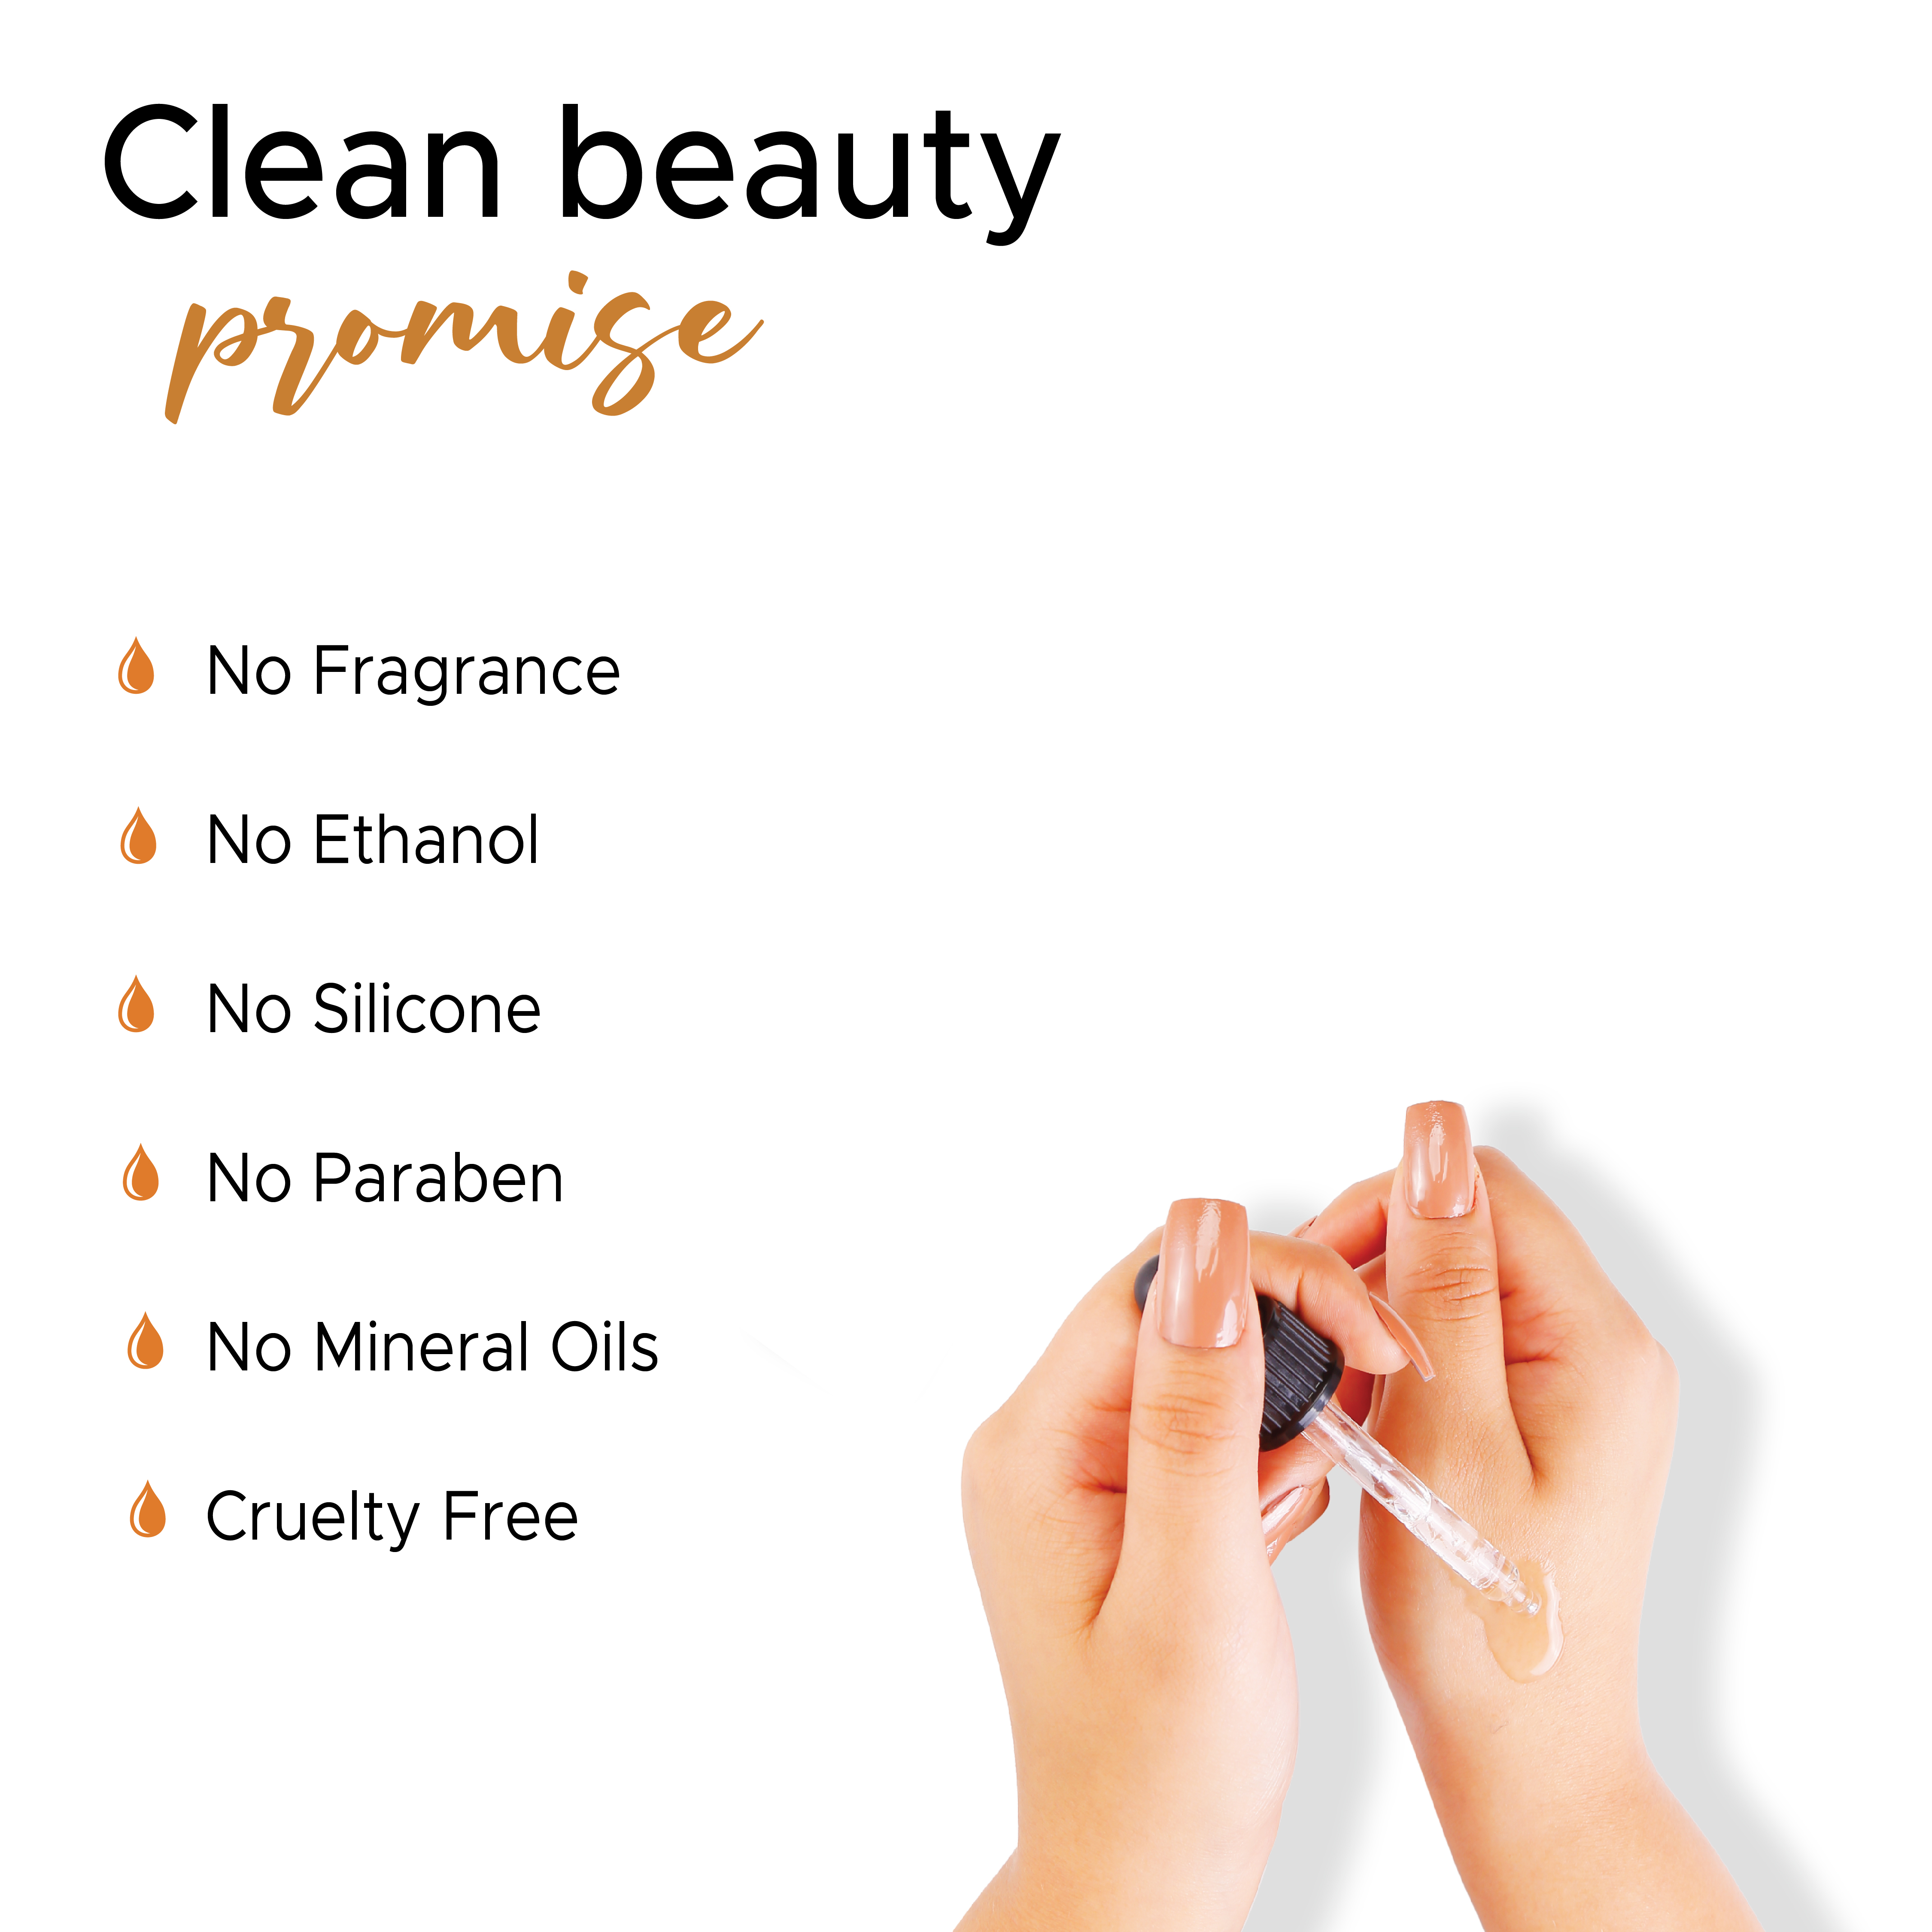 Clean beauty
promise
No Fragrance
No Ethanol
No Silicone
No Paraben
No Mineral Oils
Cruelty Free